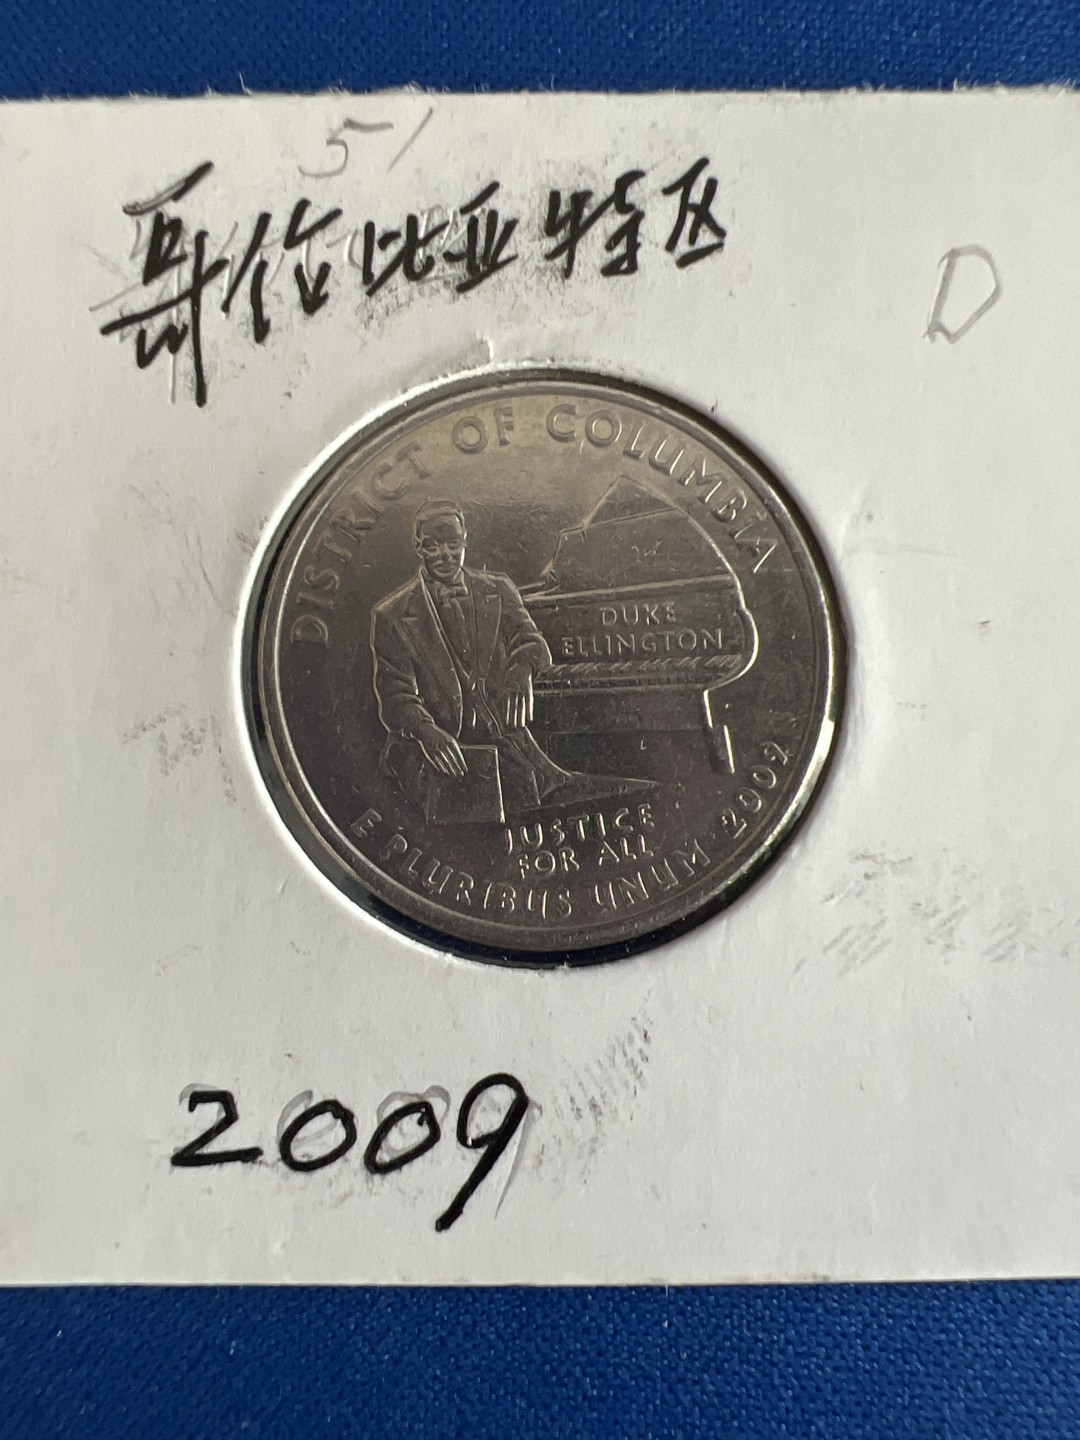 51
哥伦比亚特区
D
DISTRICT OF COLUMBIA
DUKE
ELLINGTON
JUSTICE
FOR ALL
E PLURIBUS UNUM · 2009
2009